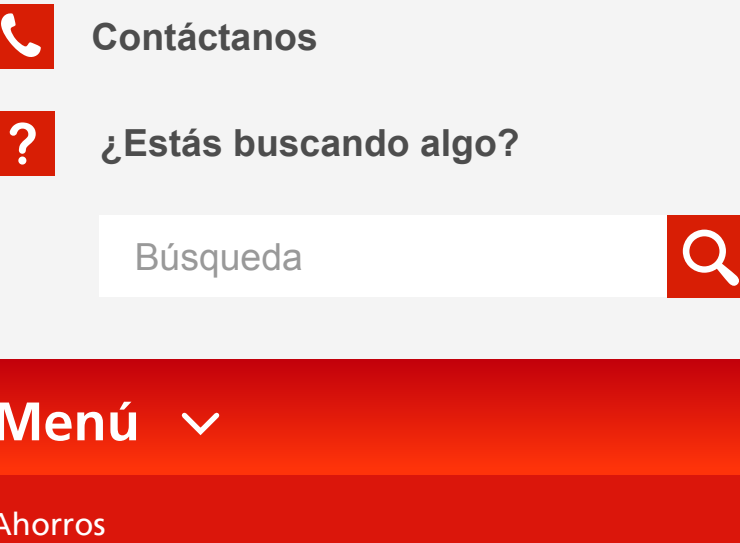 Contáctanos
¿Estás buscando algo?
Búsqueda
Menú
Ahorros